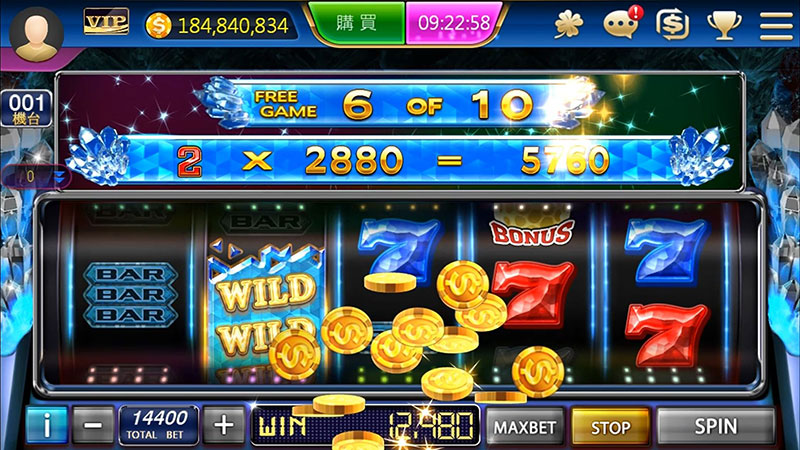 VIP
184,840,834
購買
09:22:58
001
機台
0
FREE GAME 6 OF 10
2 X 2880 = 5760
BAR
BAR
BAR
BAR
BAR
WILD
WILD
BONUS
14400
TOTAL BET
WIN 12,480
MAXBET
STOP
SPIN